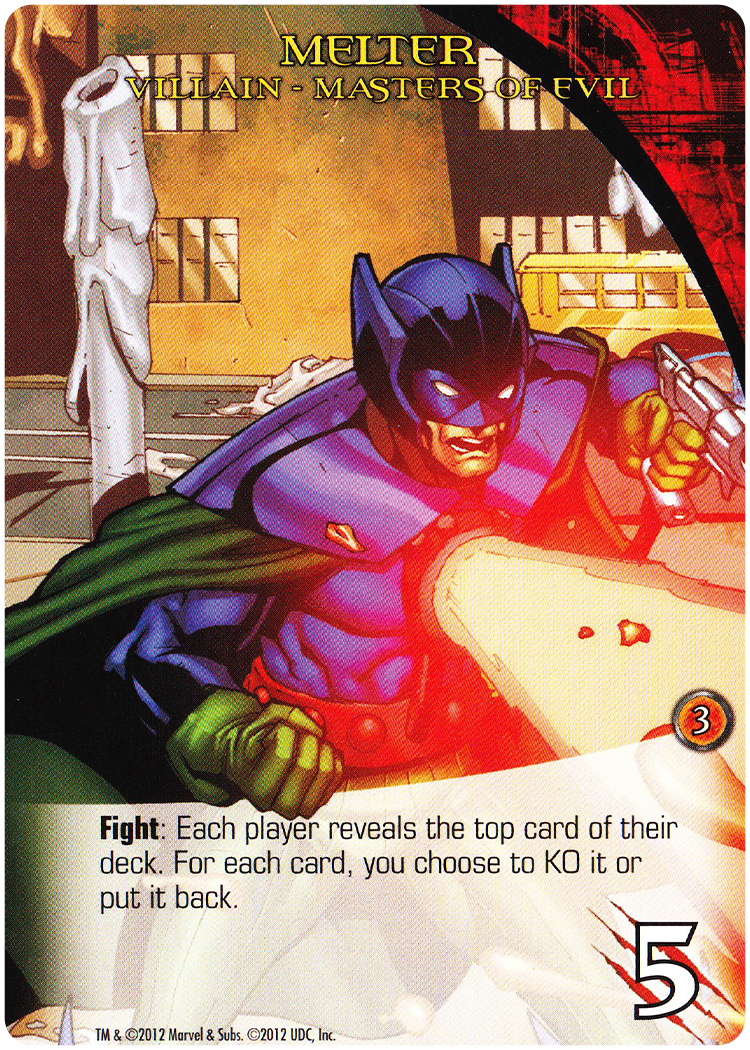 MELTER
VILLAIN - MASTERS OF EVIL
3
Fight: Each player reveals the top card of their
deck. For each card, you choose to KO it or
put it back.
5
TM & ©2012 Marvel & Subs. ©2012 UDC, Inc.